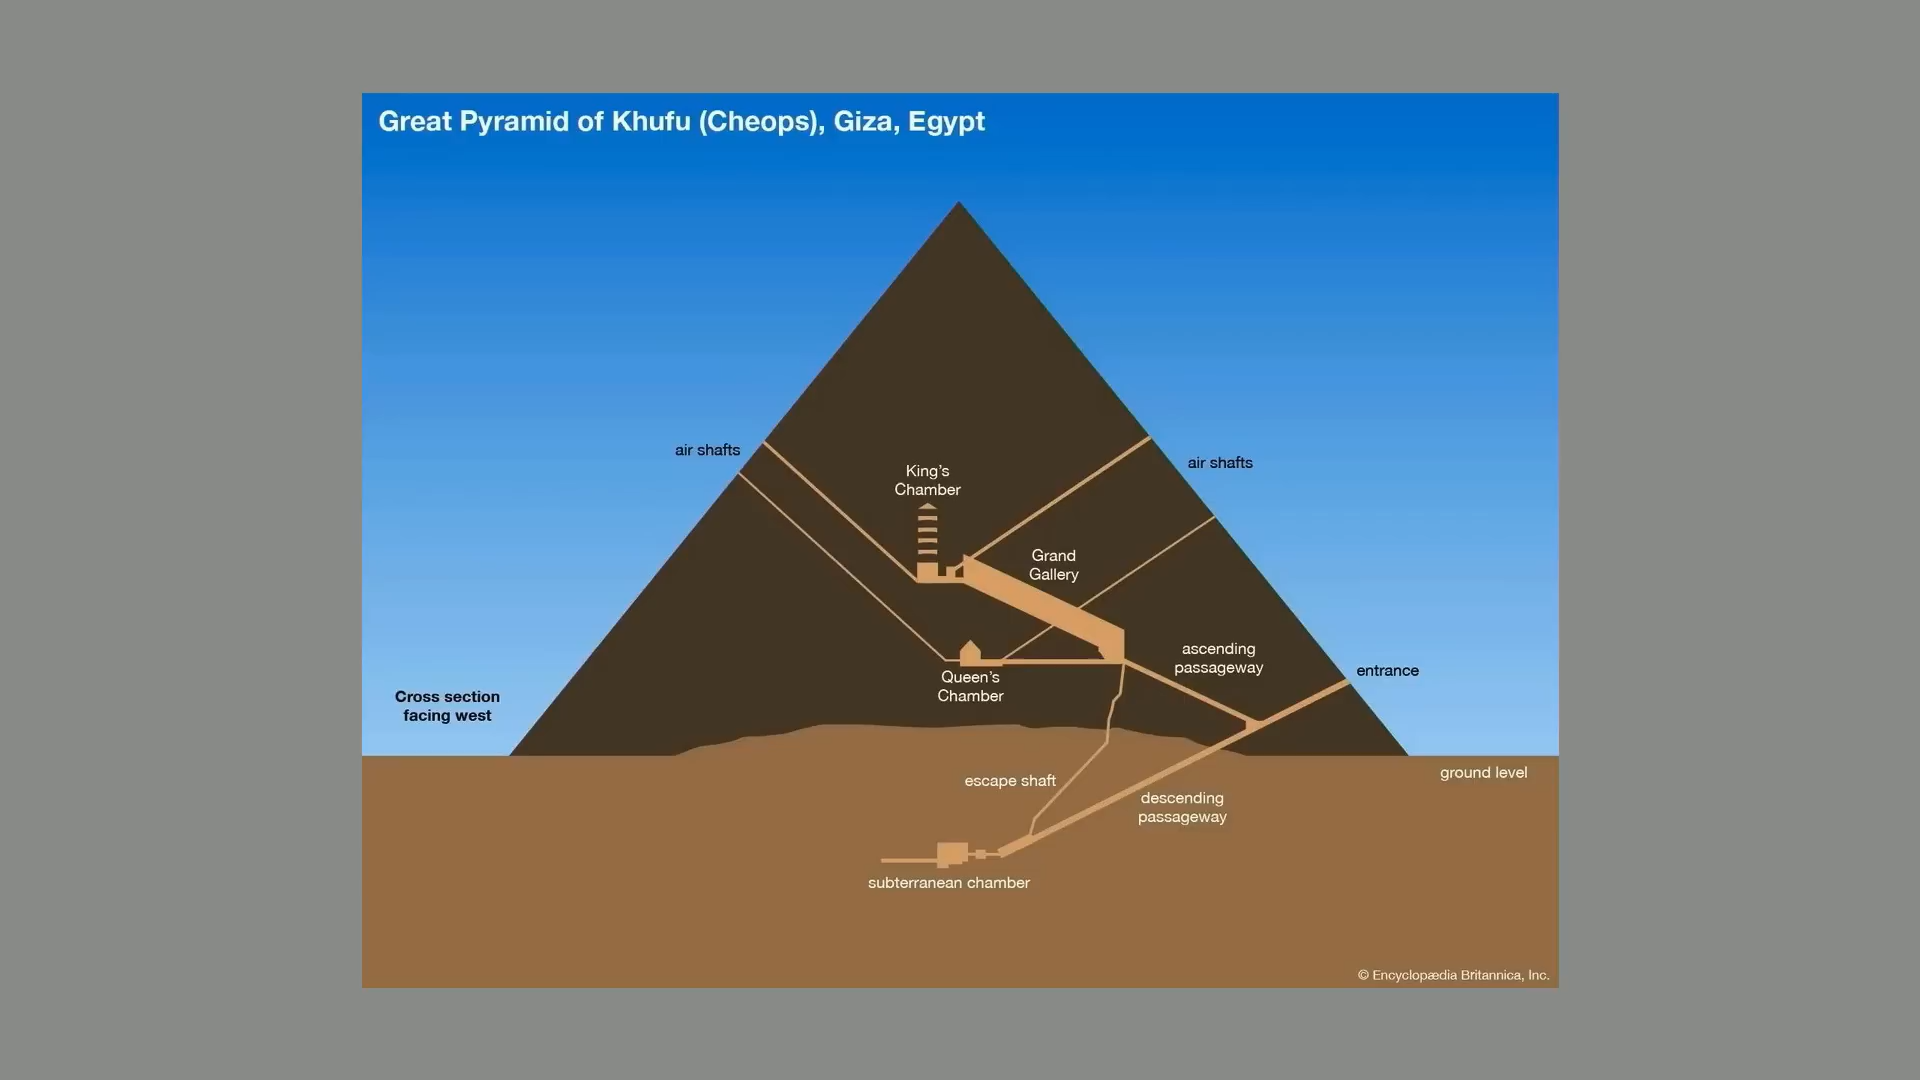 Great Pyramid of Khufu (Cheops), Giza, Egypt
air shafts
King's
Chamber
air shafts
Grand
Gallery
ascending
passageway
entrance
Queen's
Chamber
Cross section
facing west
ground level
escape shaft
descending
passageway
subterranean chamber
© Encyclopædia Britannica, Inc.